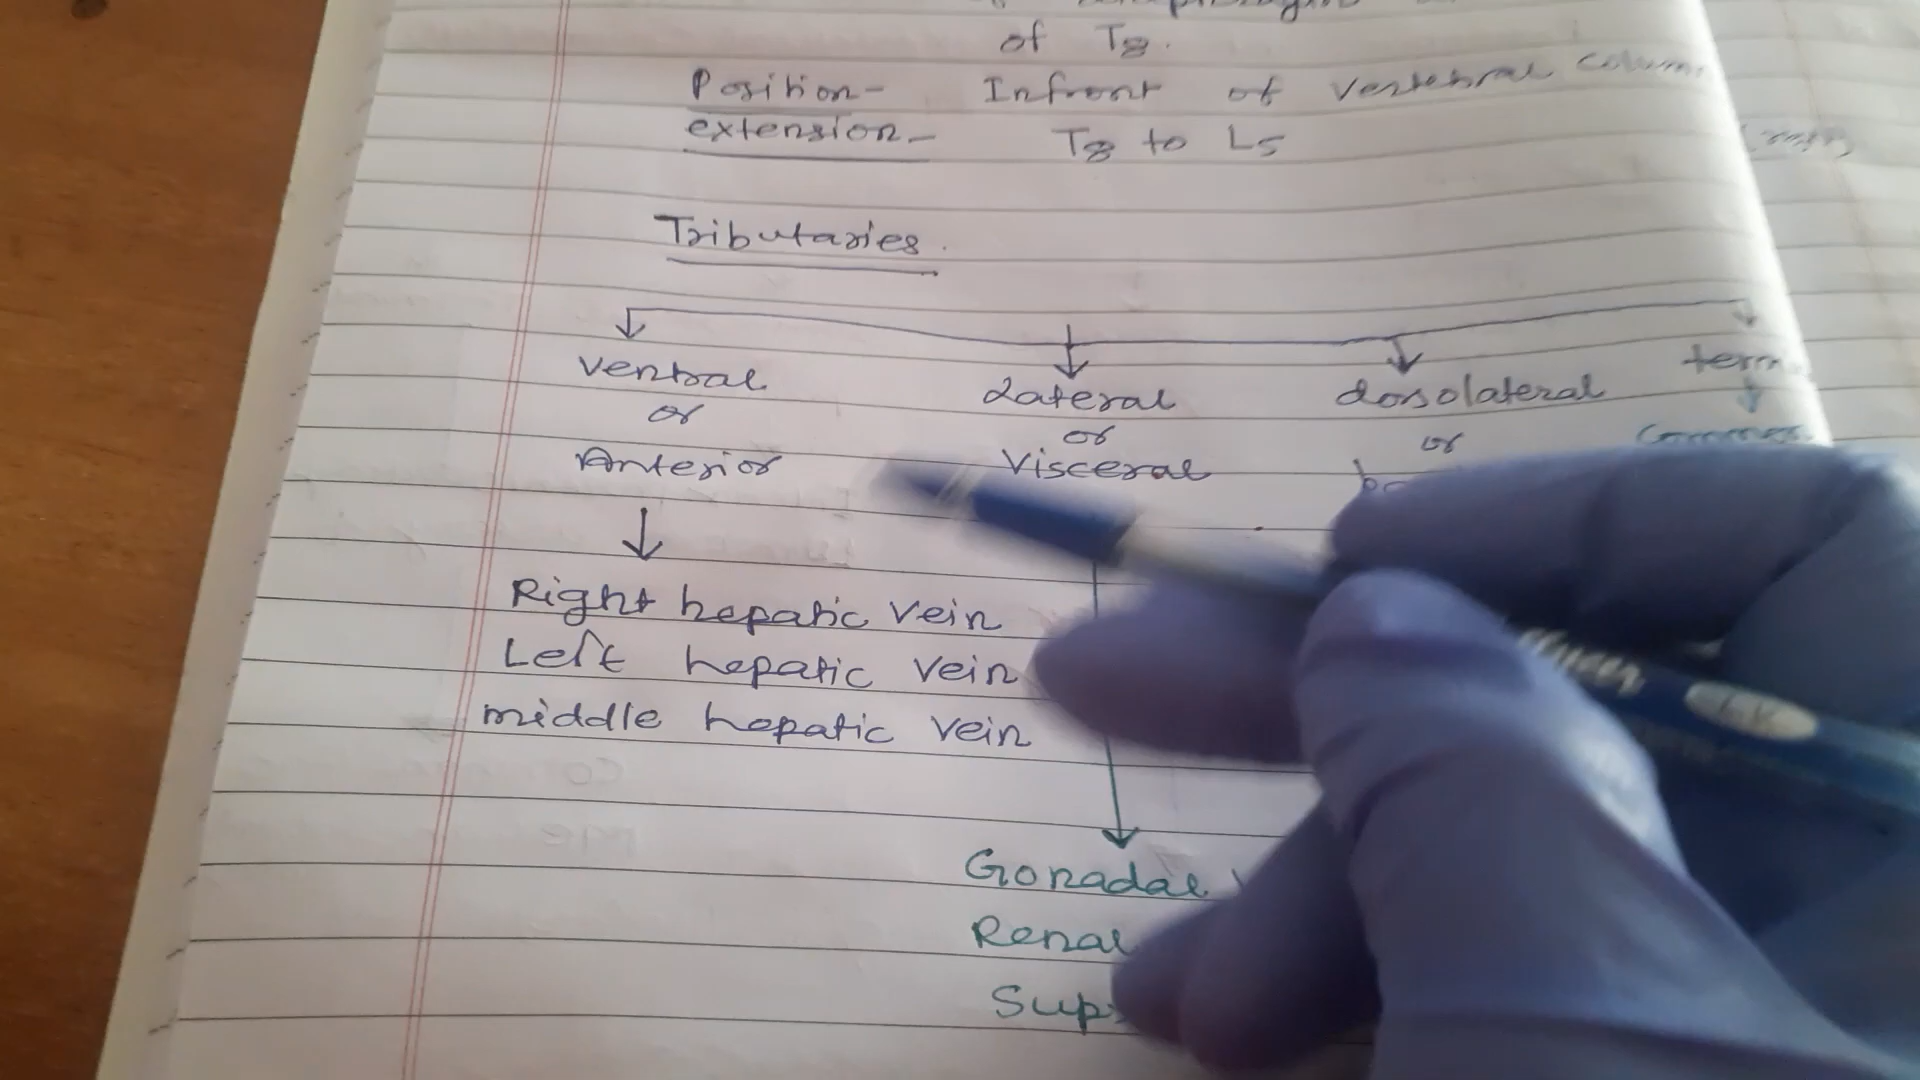 of T8.
Position- Infront of Vertebral column
extension- T8 to L5
Tributaries.
Ventral Lateral dorsolateral
or or or
Anterior Visceral
Right hepatic vein
Left hepatic vein
middle hepatic vein
Gonadal
Renal